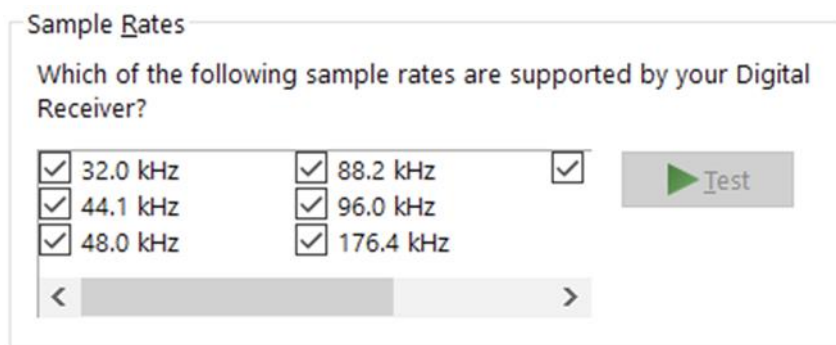 Sample Rates
Which of the following sample rates are supported by your Digital
Receiver?
32.0 kHz
44.1 kHz
48.0 kHz
88.2 kHz
96.0 kHz
176.4 kHz
Test